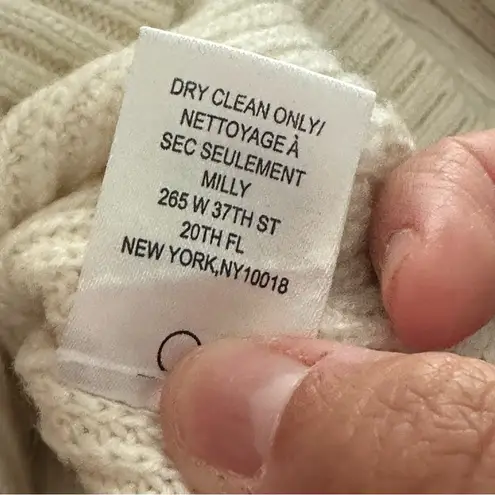 DRY CLEAN ONLY/
NETTOYAGE À
SEC SEULEMENT
MILLY
265 W 37TH ST
20TH FL
NEW YORK,NY10018